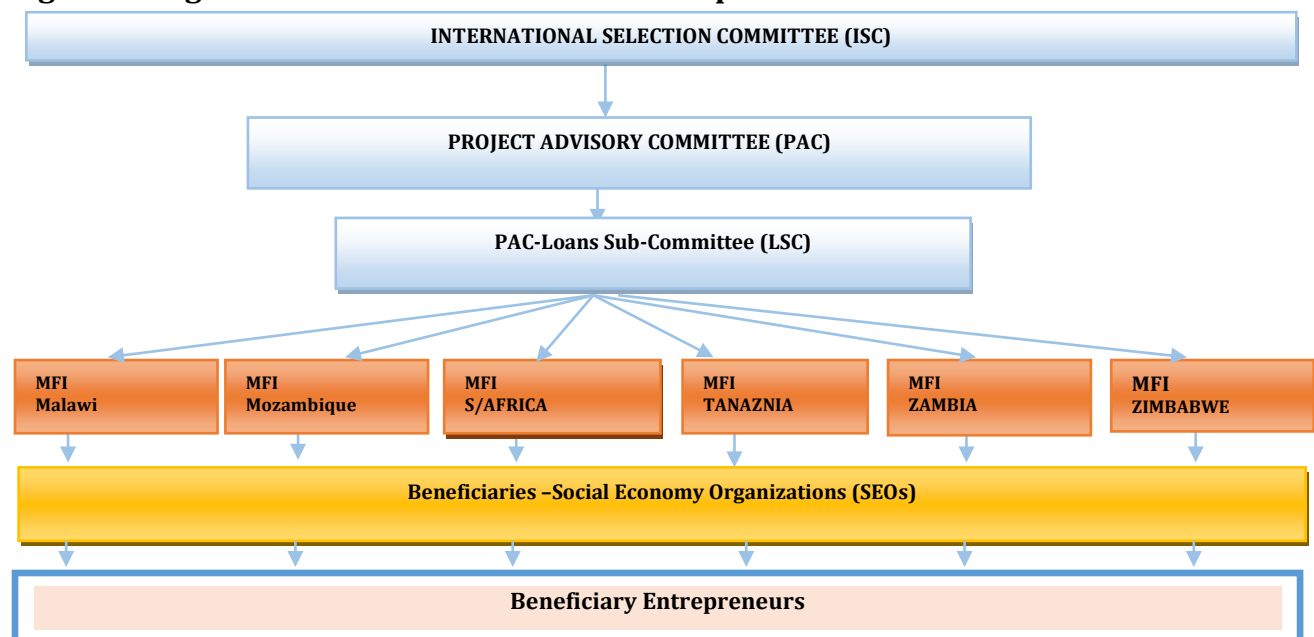 INTERNATIONAL SELECTION COMMITTEE (ISC)
PROJECT ADVISORY COMMITTEE (PAC)
PAC-Loans Sub-Committee (LSC)
MFI
Malawi
MFI
Mozambique
MFI
S/AFRICA
MFI
TANAZNIA
MFI
ZAMBIA
MFI
ZIMBABWE
Beneficiaries –Social Economy Organizations (SEOs)
Beneficiary Entrepreneurs